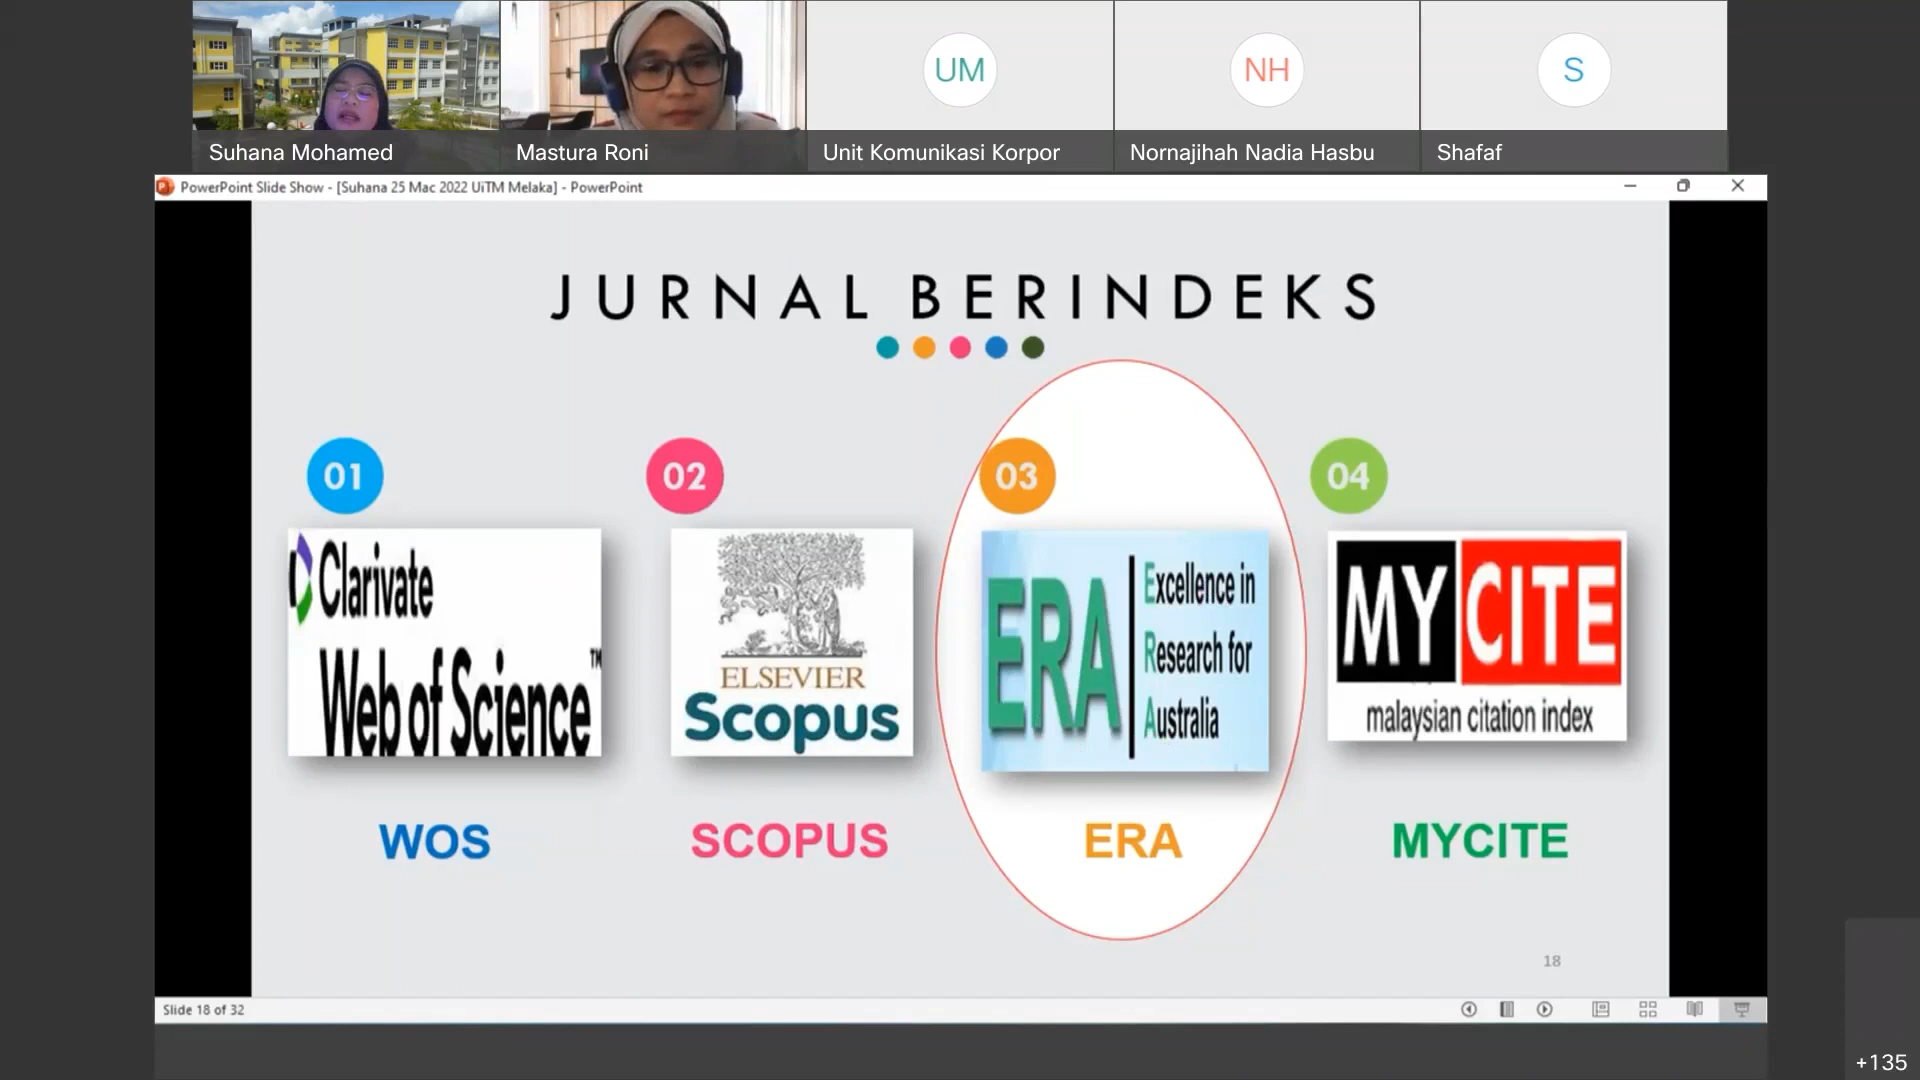 UM
NH
S
Suhana Mohamed
Mastura Roni
Unit Komunikasi Korpor
Nornajihah Nadia Hasbu
Shafaf
PowerPoint Slide Show - [Suhana 25 Mac 2022 UiTM Melaka] - PowerPoint
JURNAL BERINDEKS
01
02
03
04
Clarivate
Web of Science™
ELSEVIER
Scopus
ERA
Excellence in
Research for
Australia
MY CITE
malaysian citation index
WOS
SCOPUS
ERA
MYCITE
18
Slide 18 of 32
+135